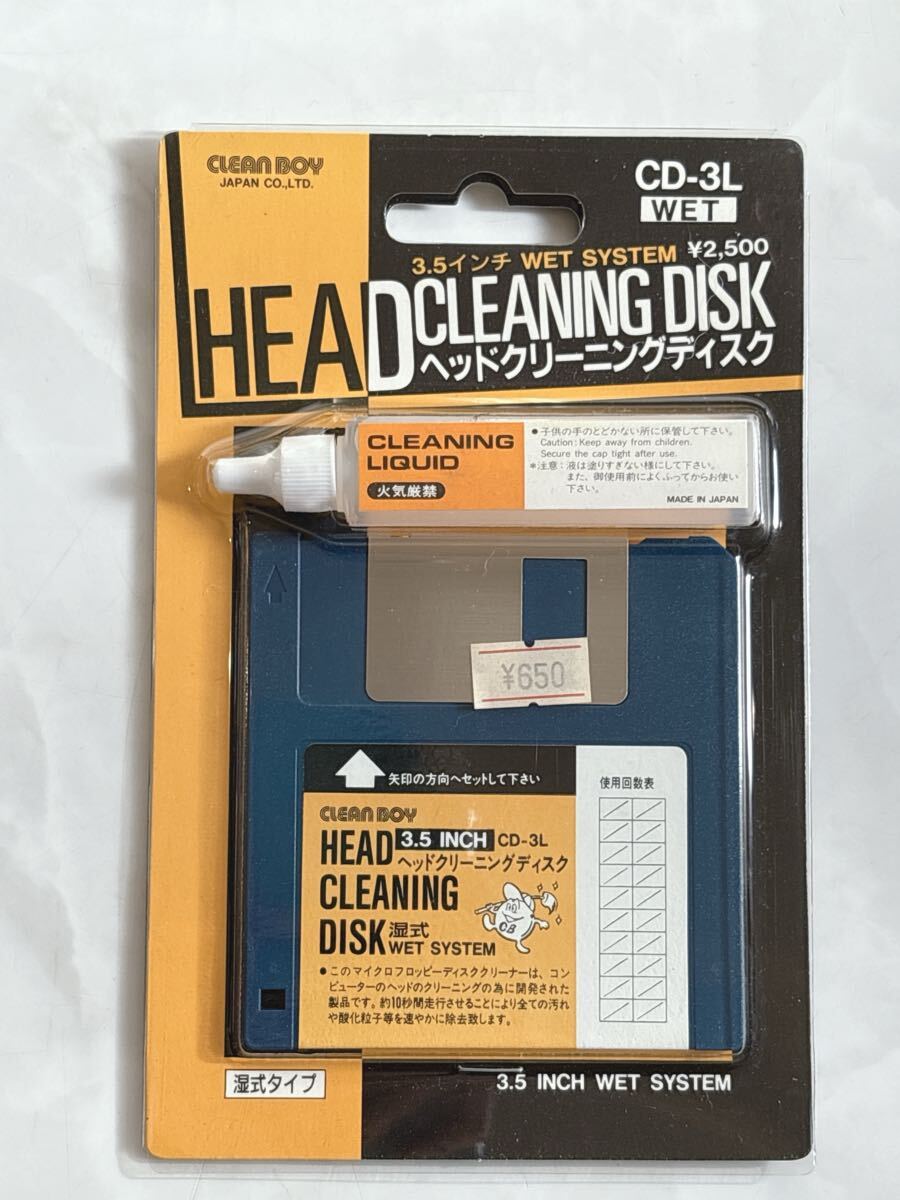 CLEAN BOY
JAPAN CO.,LTD.
CD-3L
WET
3.5インチ WET SYSTEM ¥2,500
HEAD CLEANING DISK
ヘッドクリーニングディスク
CLEANING
LIQUID
火気厳禁
●子供の手のとどかない所に保管して下さい。
Caution: Keep away from children.
Secure the cap tight after use.
*注意：液は塗りすぎない様にして下さい。
また、御使用前によくふってからお使い
下さい。
MADE IN JAPAN
¥650
矢印の方向へセットして下さい
CLEAN BOY
HEAD 3.5 INCH CD-3L
ヘッドクリーニングディスク
CLEANING
DISK 湿式
WET SYSTEM
CB
●このマイクロフロッピーディスククリーナーは、コン
ピューターのヘッドのクリーニングの為に開発された
製品です。約10秒間走行させることにより全ての汚れ
や酸化粒子等を速やかに除去致します。
使用回数表
湿式タイプ
3.5 INCH WET SYSTEM